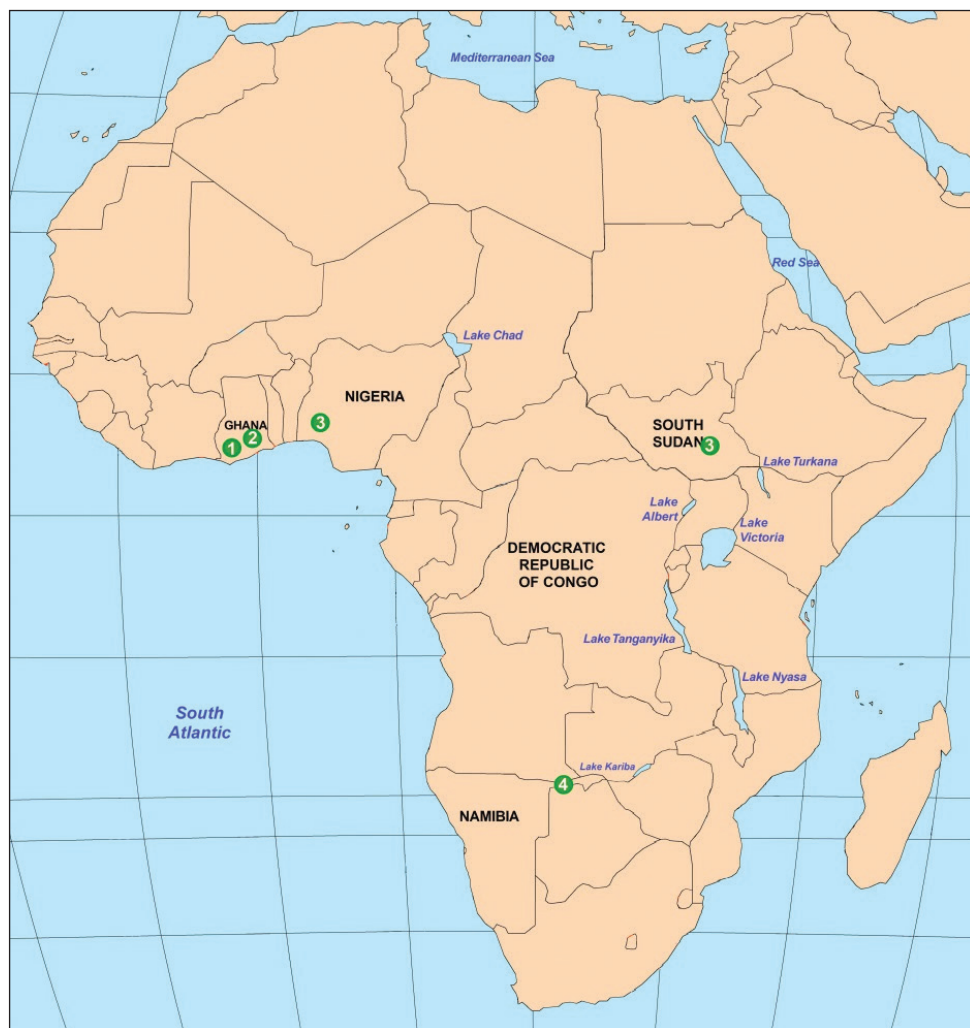 Mediterranean Sea
Red Sea
Lake Chad
NIGERIA
GHANA
1
2
3
SOUTH
SUDAN
3
Lake Turkana
Lake
Albert
Lake
Victoria
DEMOCRATIC
REPUBLIC
OF CONGO
Lake Tanganyika
Lake Nyasa
South
Atlantic
Lake Kariba
4
NAMIBIA